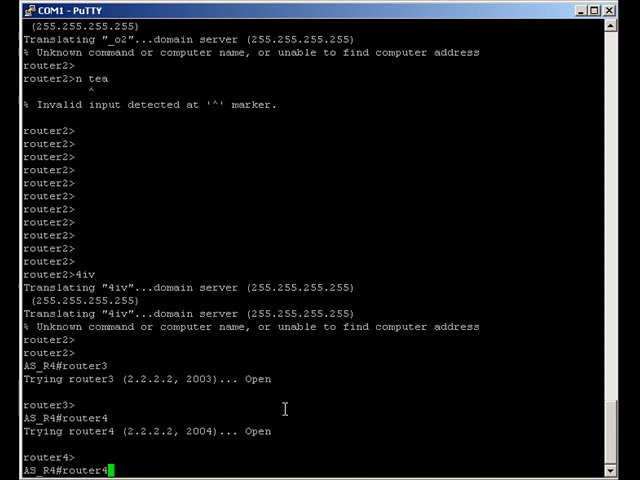 COM1 - PuTTY
(255.255.255.255)
Translating "_o2"...domain server (255.255.255.255)
% Unknown command or computer name, or unable to find computer address
router2>
router2>n tea
^
% Invalid input detected at '^' marker.
router2>
router2>
router2>
router2>
router2>
router2>
router2>
router2>
router2>
router2>
router2>
router2>4iv
Translating "4iv"...domain server (255.255.255.255)
(255.255.255.255)
Translating "4iv"...domain server (255.255.255.255)
% Unknown command or computer name, or unable to find computer address
router2>
router2>
AS_R4#router3
Trying router3 (2.2.2.2, 2003)... Open
router3>
AS_R4#router4
Trying router4 (2.2.2.2, 2004)... Open
router4>
AS_R4#router4